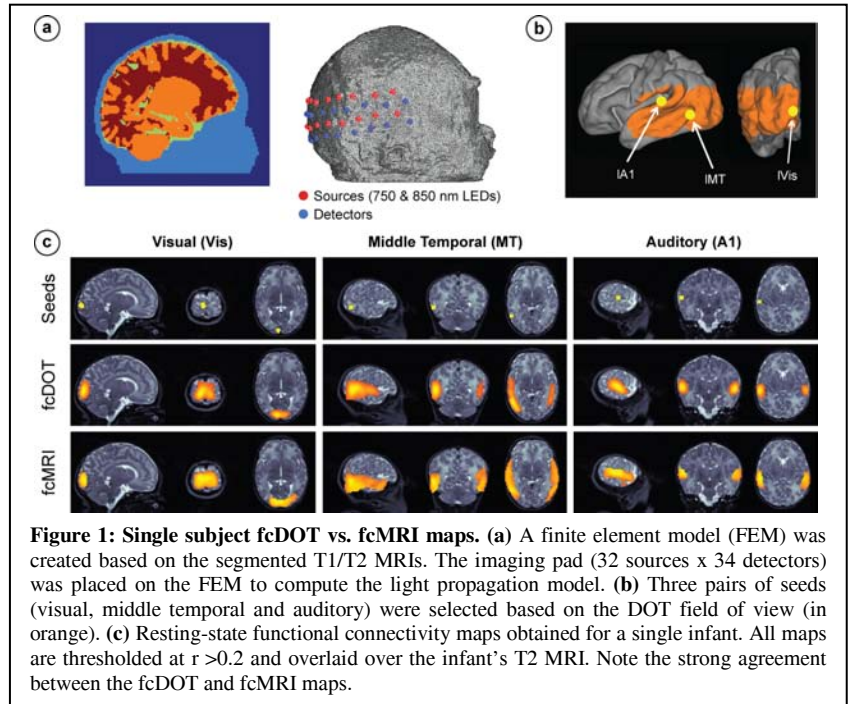 a
b
Sources (750 & 850 nm LEDs)
Detectors
lA1
lMT
lVis
c
Visual (Vis)
Middle Temporal (MT)
Auditory (A1)
Seeds
fcDOT
fcMRI
Figure 1: Single subject fcDOT vs. fcMRI maps. (a) A finite element model (FEM) was
created based on the segmented T1/T2 MRIs. The imaging pad (32 sources x 34 detectors)
was placed on the FEM to compute the light propagation model. (b) Three pairs of seeds
(visual, middle temporal and auditory) were selected based on the DOT field of view (in
orange). (c) Resting-state functional connectivity maps obtained for a single infant. All maps
are thresholded at r >0.2 and overlaid over the infant's T2 MRI. Note the strong agreement
between the fcDOT and fcMRI maps.